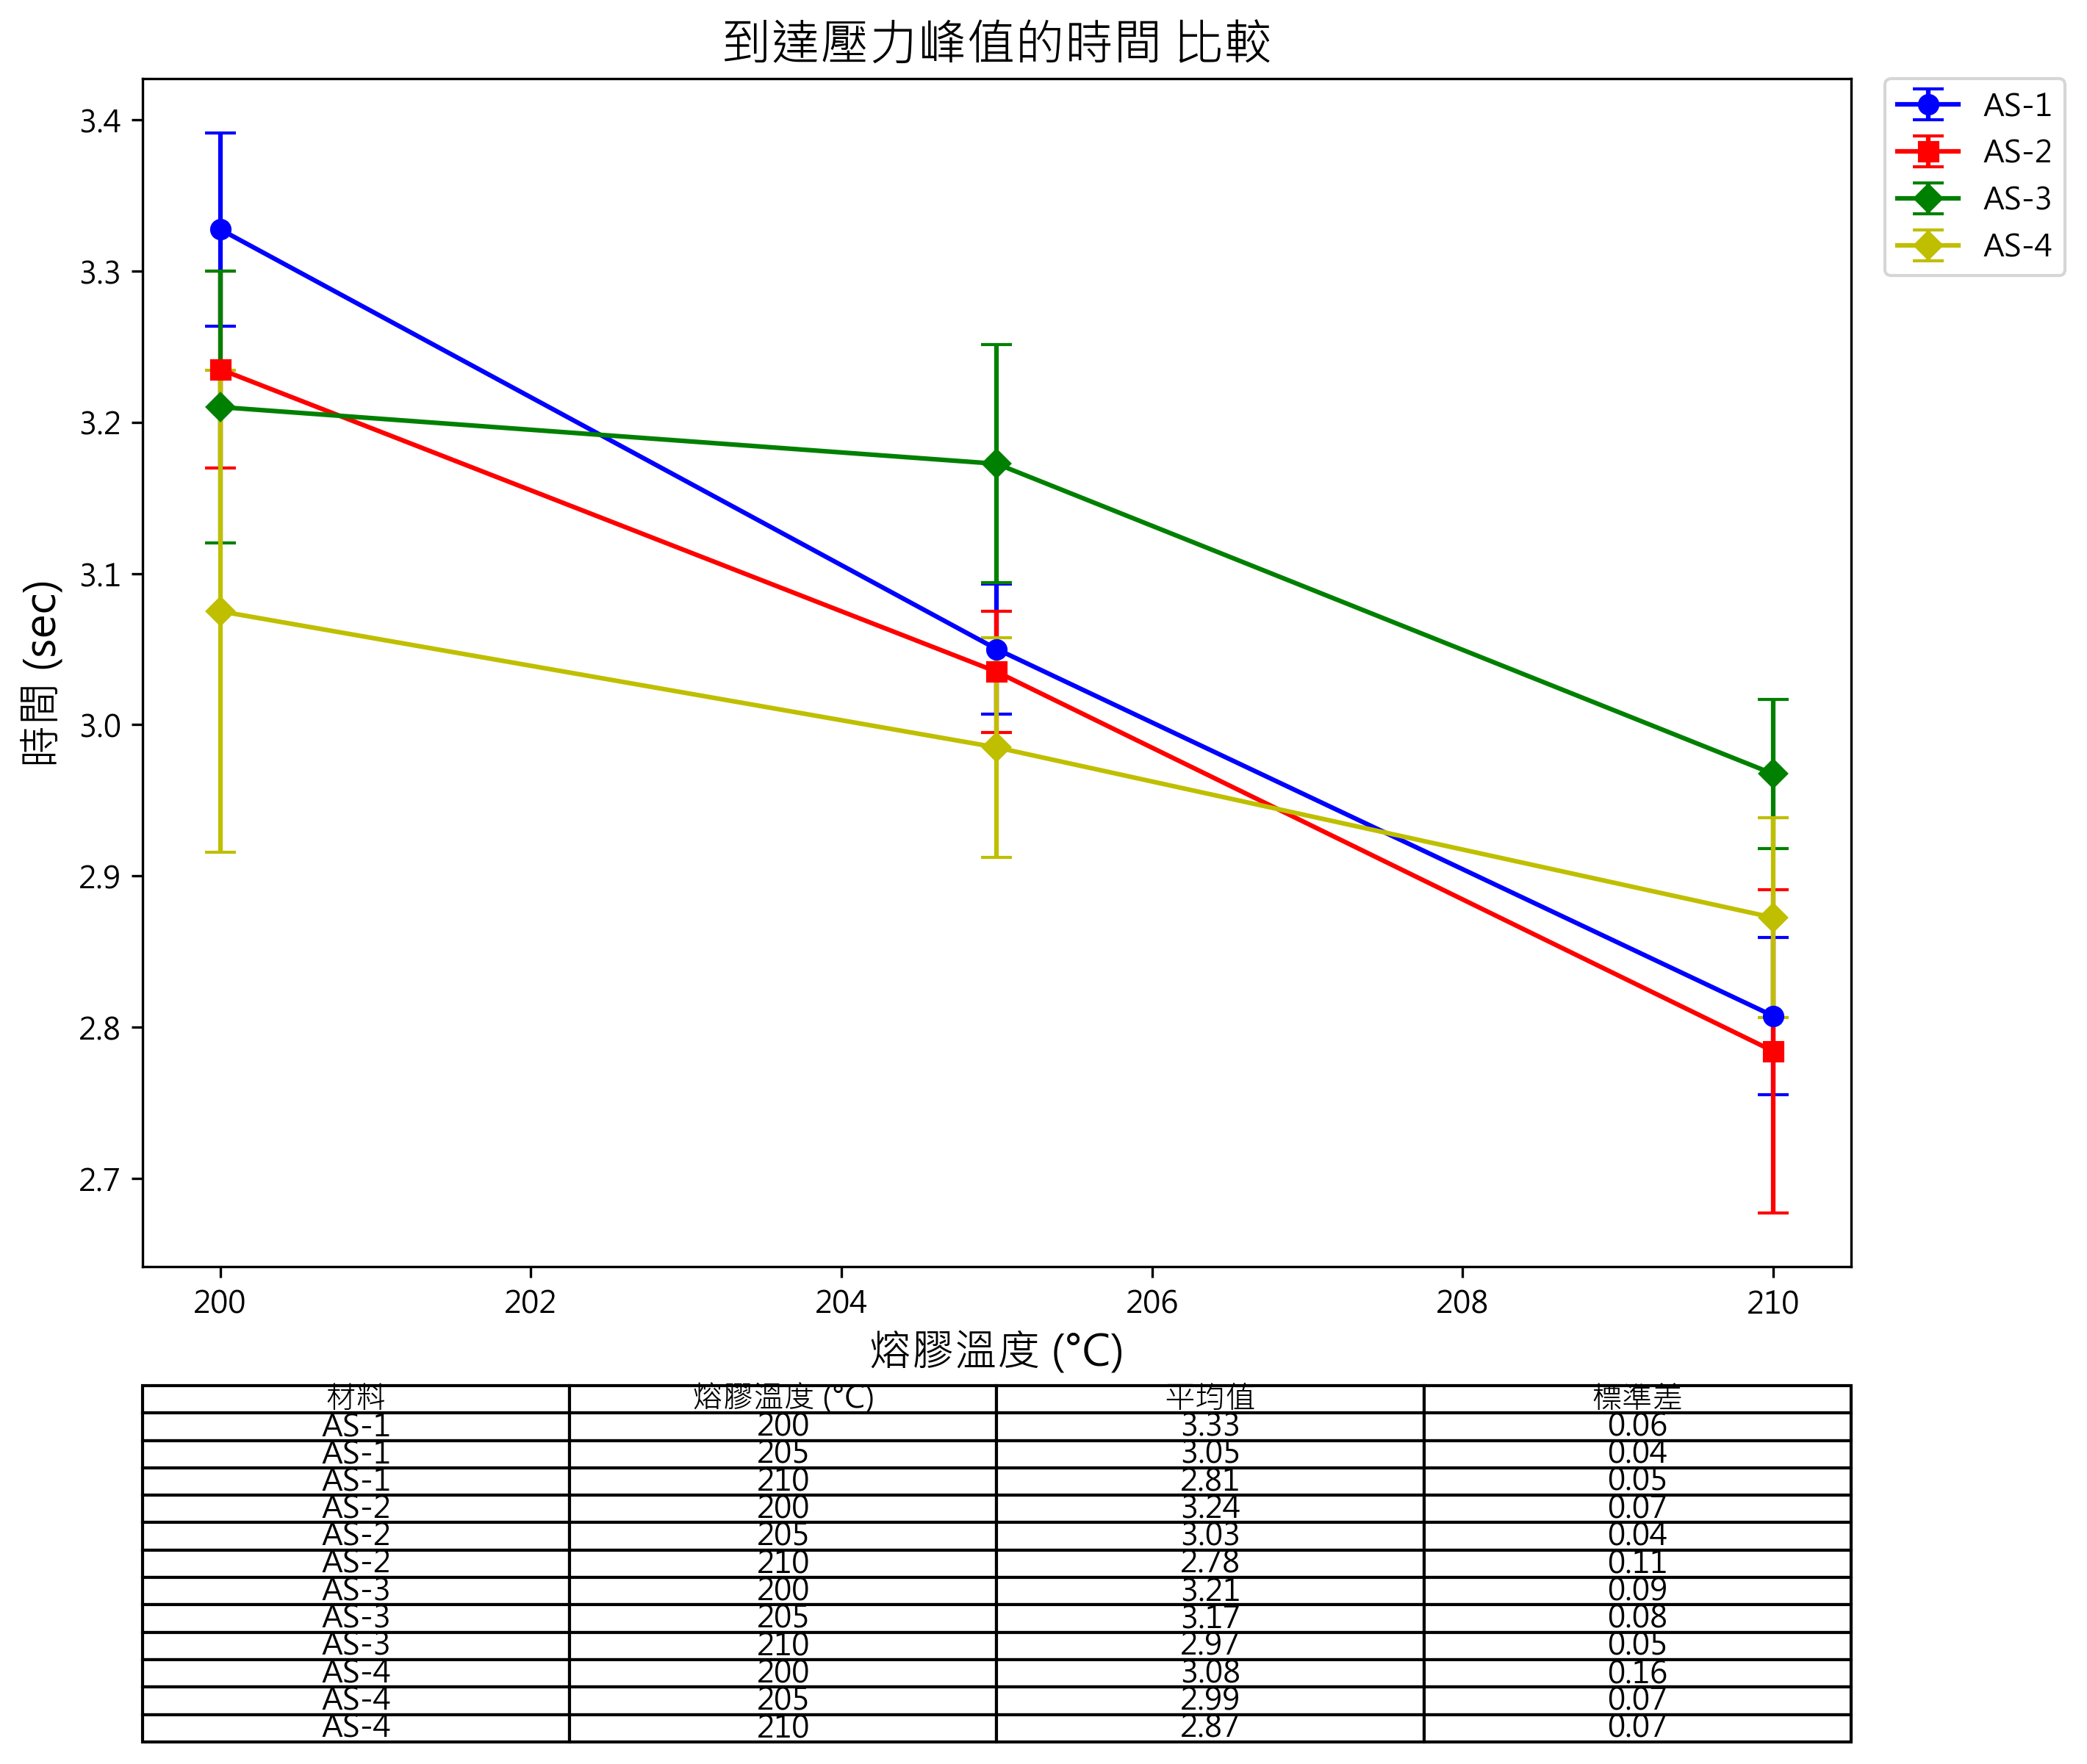 到達壓力峰值的時間 比較
3.4
3.3
3.2
3.1
3.0
2.9
2.8
2.7
時間 (sec)
AS-1
AS-2
AS-3
AS-4
200 202 204 206 208 210
熔膠溫度 (°C)
材料 熔膠溫度 (°C) 平均值 標準差
AS-1 200 3.33 0.06
AS-1 205 3.05 0.04
AS-1 210 2.81 0.05
AS-2 200 3.24 0.07
AS-2 205 3.03 0.04
AS-2 210 2.78 0.11
AS-3 200 3.21 0.09
AS-3 205 3.17 0.08
AS-3 210 2.97 0.05
AS-4 200 3.08 0.16
AS-4 205 2.99 0.07
AS-4 210 2.87 0.07